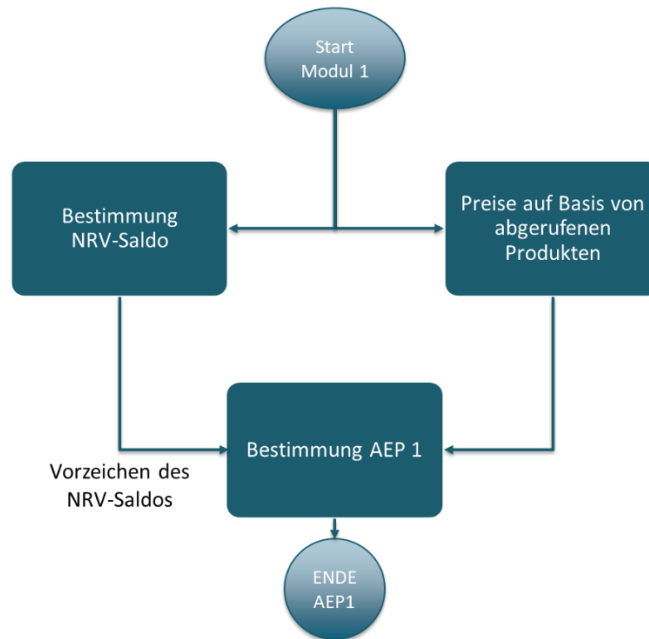 Start
Modul 1
Bestimmung
NRV-Saldo
Preise auf Basis von
abgerufenen
Produkten
Bestimmung AEP 1
Vorzeichen des
NRV-Saldos
ENDE
AEP1